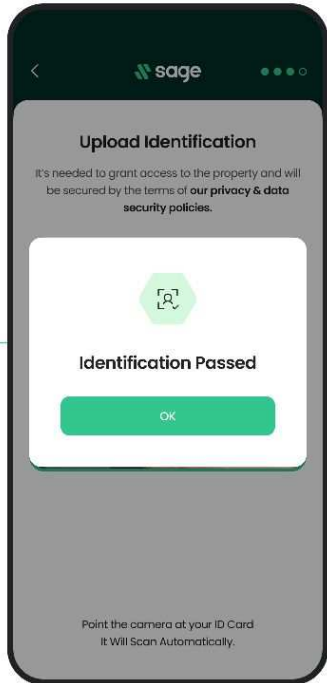 sage
Upload Identification
It's needed to grant access to the property and will
be secured by the terms of our privacy & data
security policies.
Identification Passed
OK
Point the camera at your ID Card
It Will Scan Automatically.